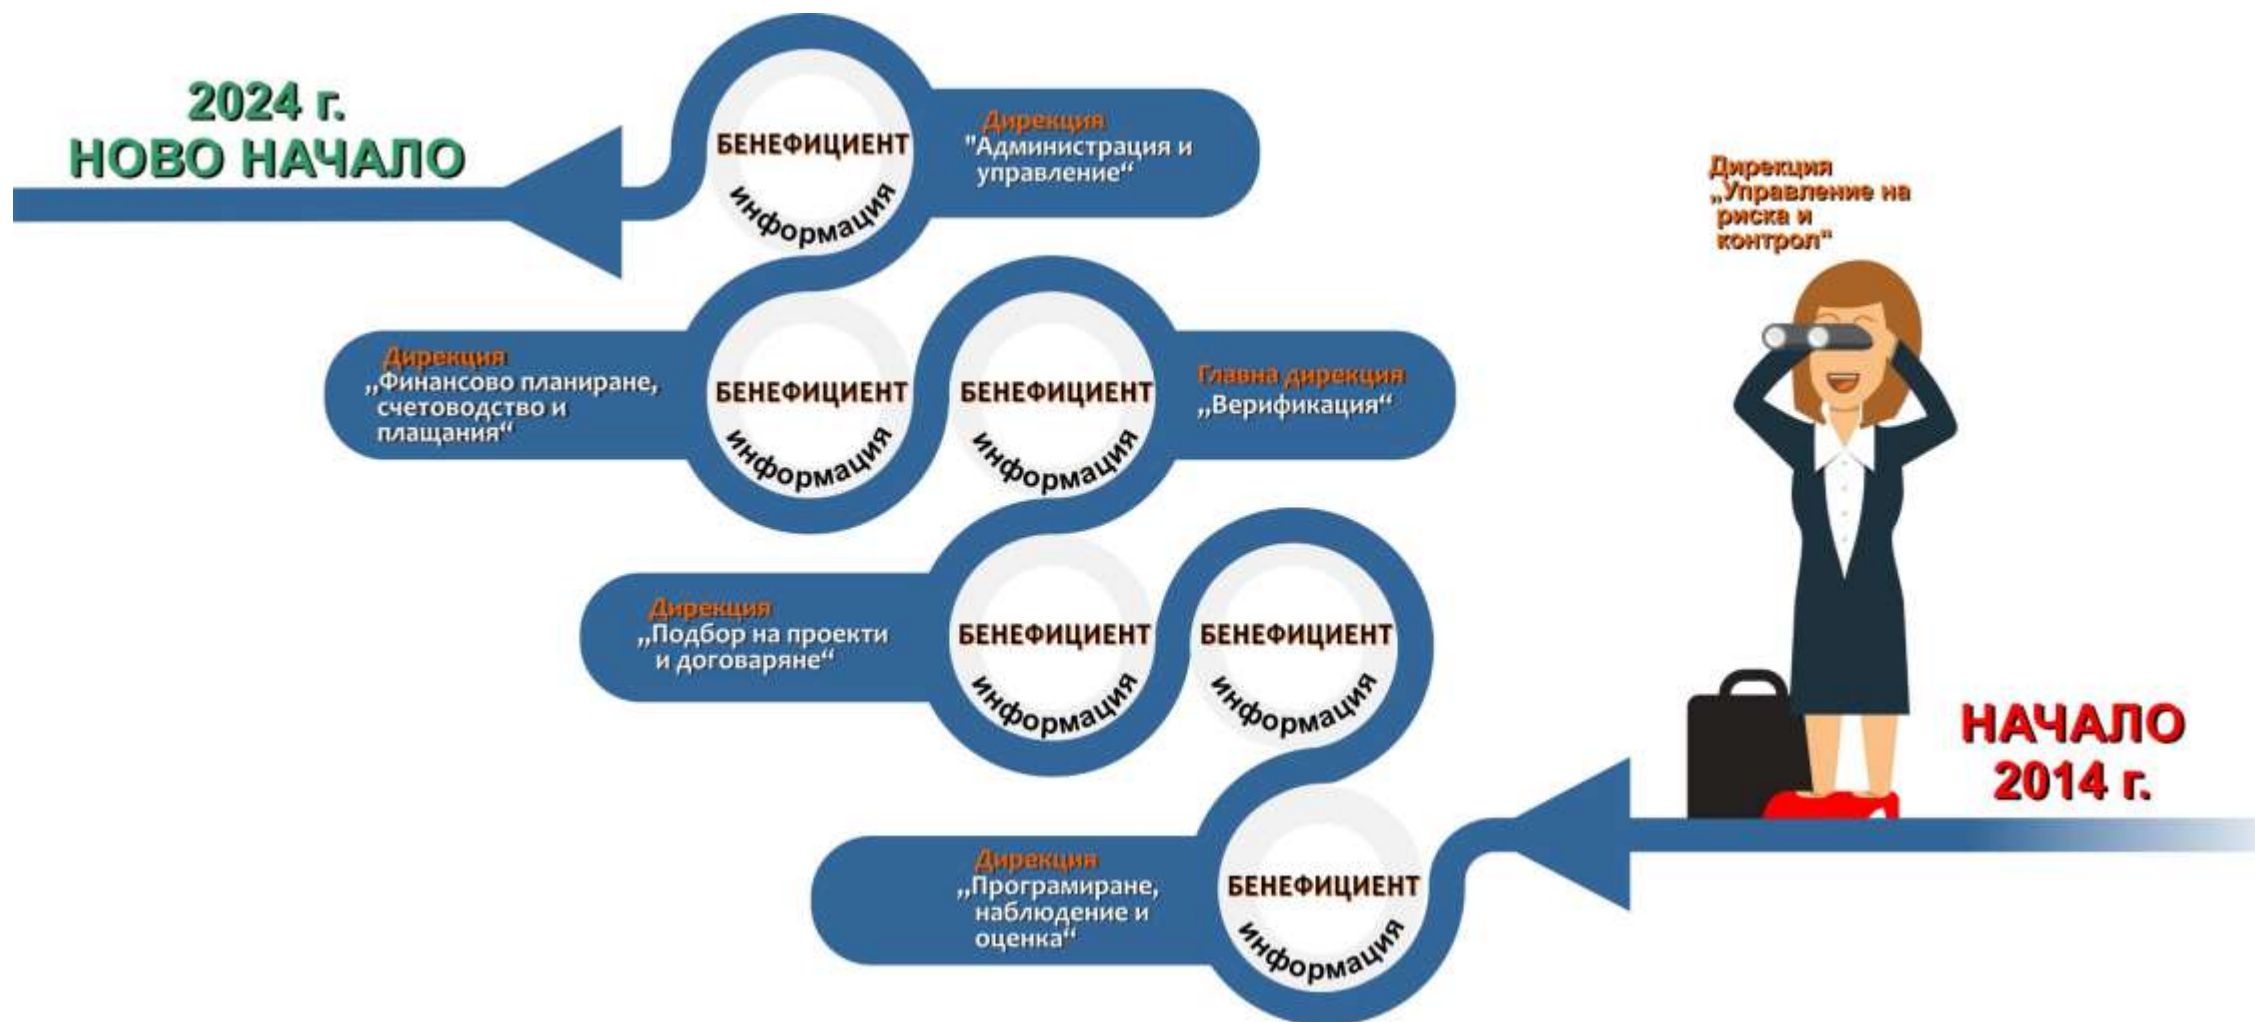 2024 г.
НОВО НАЧАЛО
БЕНЕФИЦИЕНТ
информация
Дирекция
"Администрация и
управление“
Дирекция
„Управление на
риска и
контрол"
Дирекция
„Финансово планиране,
счетоводство и
плащания“
БЕНЕФИЦИЕНТ
информация
БЕНЕФИЦИЕНТ
информация
Главна дирекция
„Верификация“
Дирекция
„Подбор на проекти
и договаряне“
БЕНЕФИЦИЕНТ
информация
БЕНЕФИЦИЕНТ
информация
НАЧАЛО
2014 г.
Дирекция
„Програмиране,
наблюдение и
оценка“
БЕНЕФИЦИЕНТ
информация